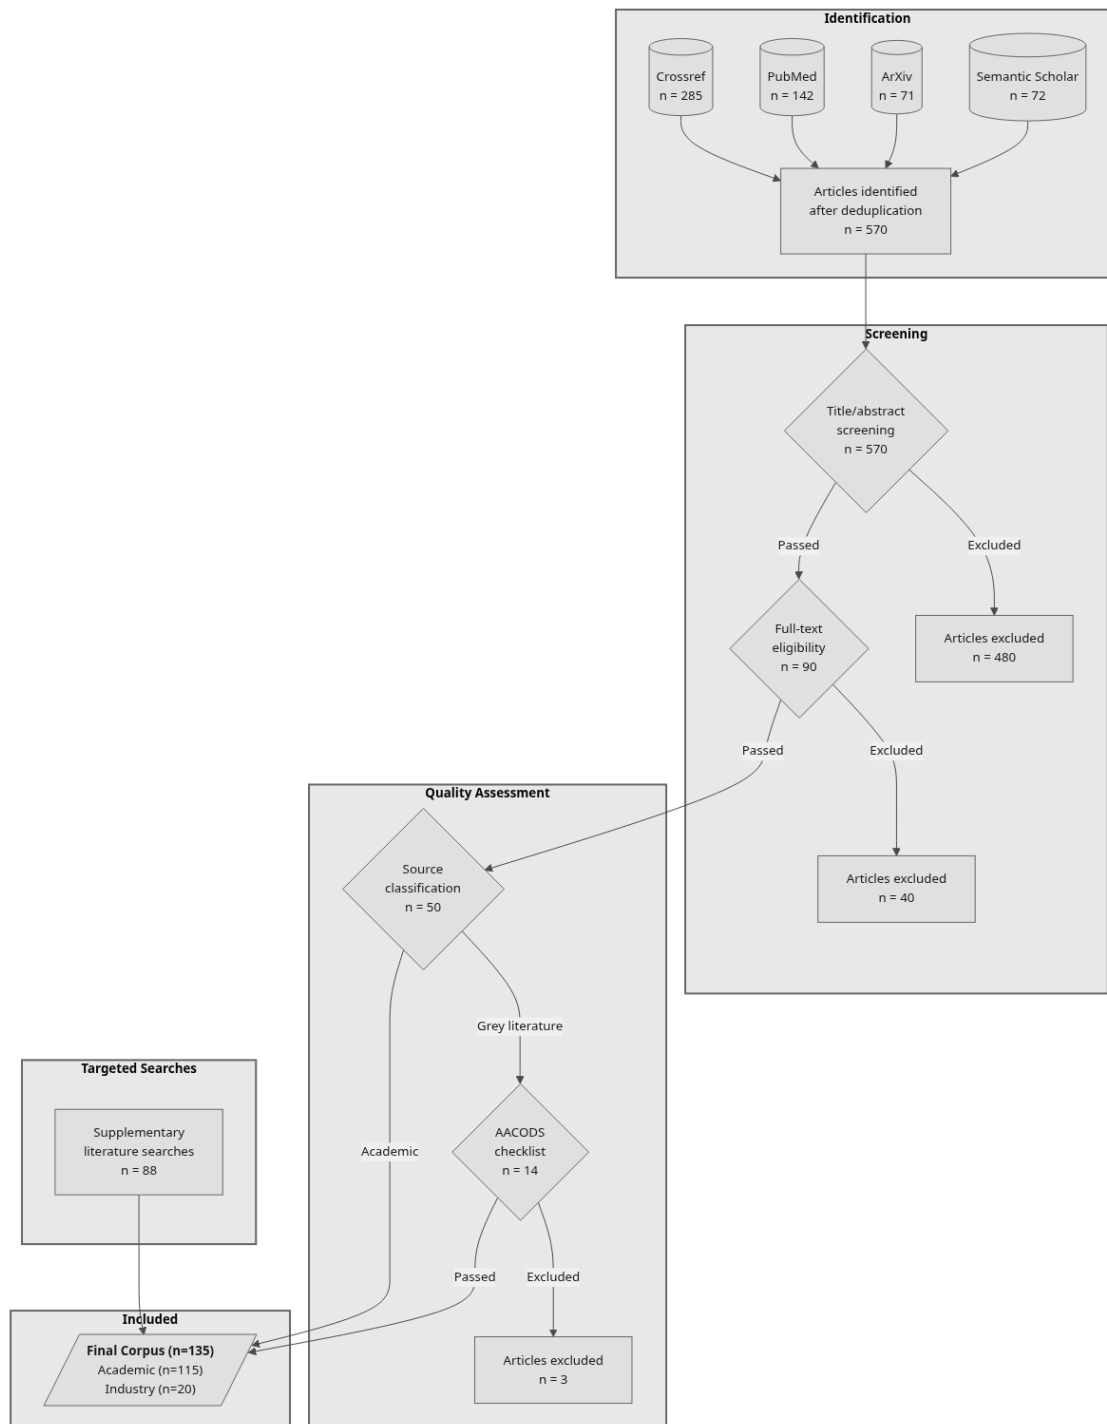 Identification
Crossref
n = 285
PubMed
n = 142
ArXiv
n = 71
Semantic Scholar
n = 72
Articles identified
after deduplication
n = 570
Screening
Title/abstract
screening
n = 570
Passed
Excluded
Full-text
eligibility
n = 90
Articles excluded
n = 480
Passed
Excluded
Articles excluded
n = 40
Quality Assessment
Source
classification
n = 50
Grey literature
Academic
AACODS
checklist
n = 14
Passed
Excluded
Articles excluded
n = 3
Targeted Searches
Supplementary
literature searches
n = 88
Included
Final Corpus (n=135)
Academic (n=115)
Industry (n=20)